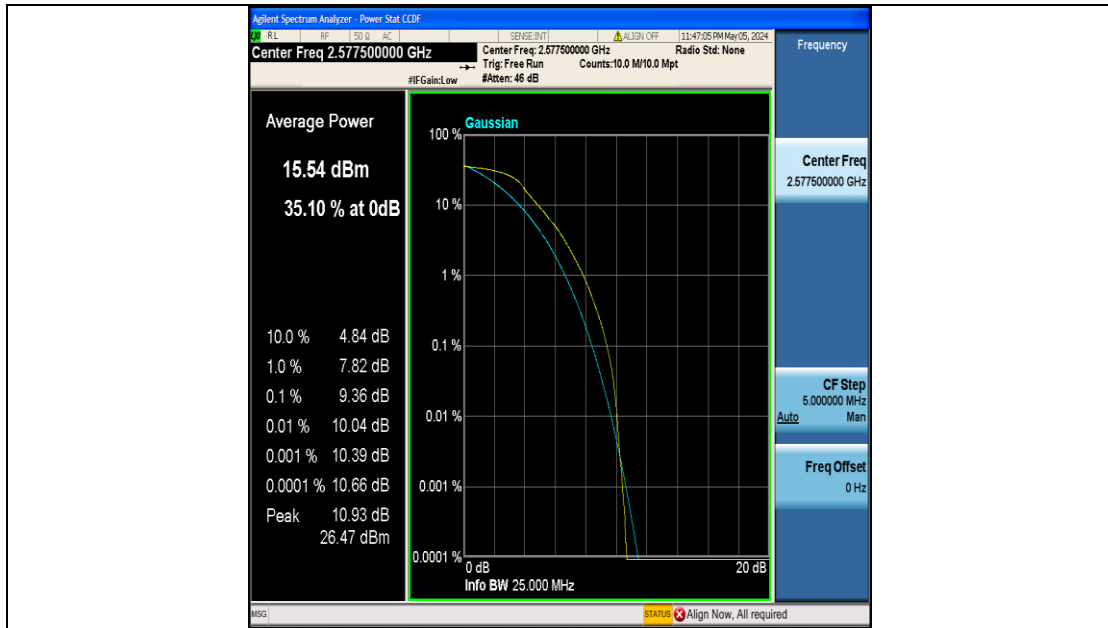 Agilent Spectrum Analyzer - Power Stat CCDF
RL RF 50 Ω AC SENSE:INT ALIGN OFF 11:47:05 PM May 05, 2024
Center Freq 2.577500000 GHz
Center Freq: 2.577500000 GHz Radio Std: None
Trig: Free Run Counts:10.0 M/10.0 Mpt
#IFGain:Low #Atten: 46 dB
Frequency
Average Power
15.54 dBm
35.10 % at 0dB
10.0 % 4.84 dB
1.0 % 7.82 dB
0.1 % 9.36 dB
0.01 % 10.04 dB
0.001 % 10.39 dB
0.0001 % 10.66 dB
Peak 10.93 dB
26.47 dBm
Gaussian
100 %
10 %
1 %
0.1 %
0.01 %
0.001 %
0.0001 %
0 dB 20 dB
Info BW 25.000 MHz
Center Freq
2.577500000 GHz
CF Step
5.000000 MHz
Auto Man
Freq Offset
0 Hz
MSG STATUS Align Now, All required